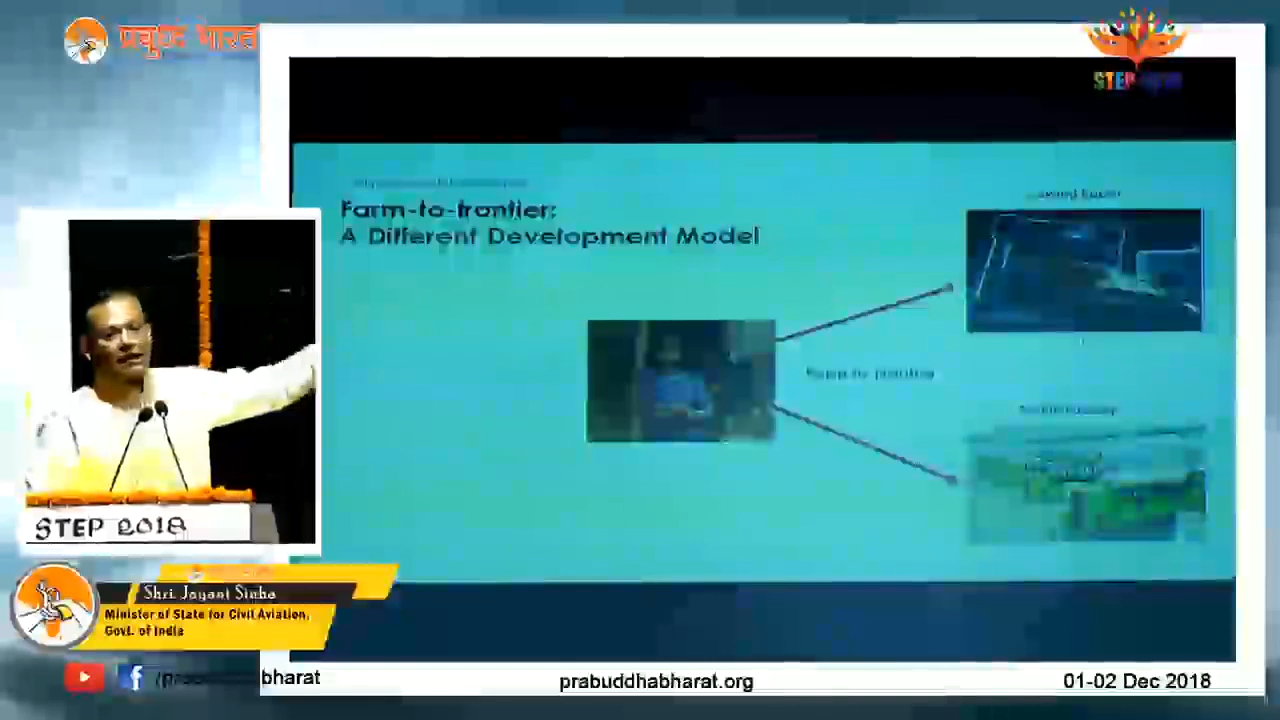 प्रबुद्ध भारत
STEP
Farm-to-frontier:
A Different Development Model
STEP 2018
Shri Jayant Sinha
Minister of State for Civil Aviation,
Govt. of India
bharat
prabuddhabharat.org
01-02 Dec 2018